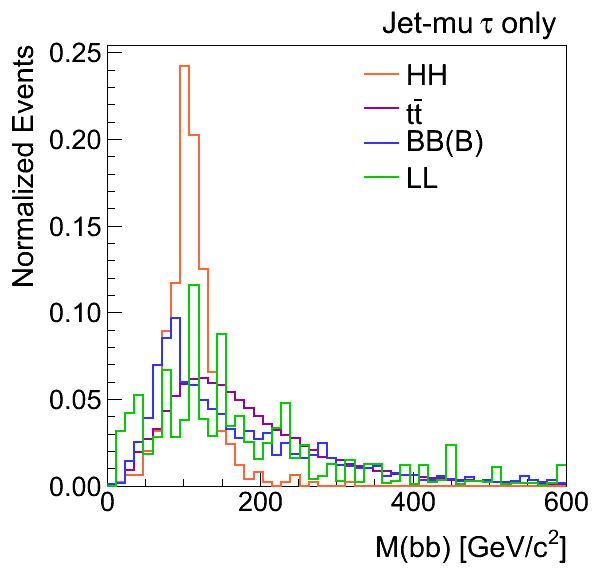 Jet-mu τ only
Normalized Events
0.25
0.20
0.15
0.10
0.05
0.00
HH
tt̄
BB(B)
LL
0
200
400
600
M(bb) [GeV/c²]